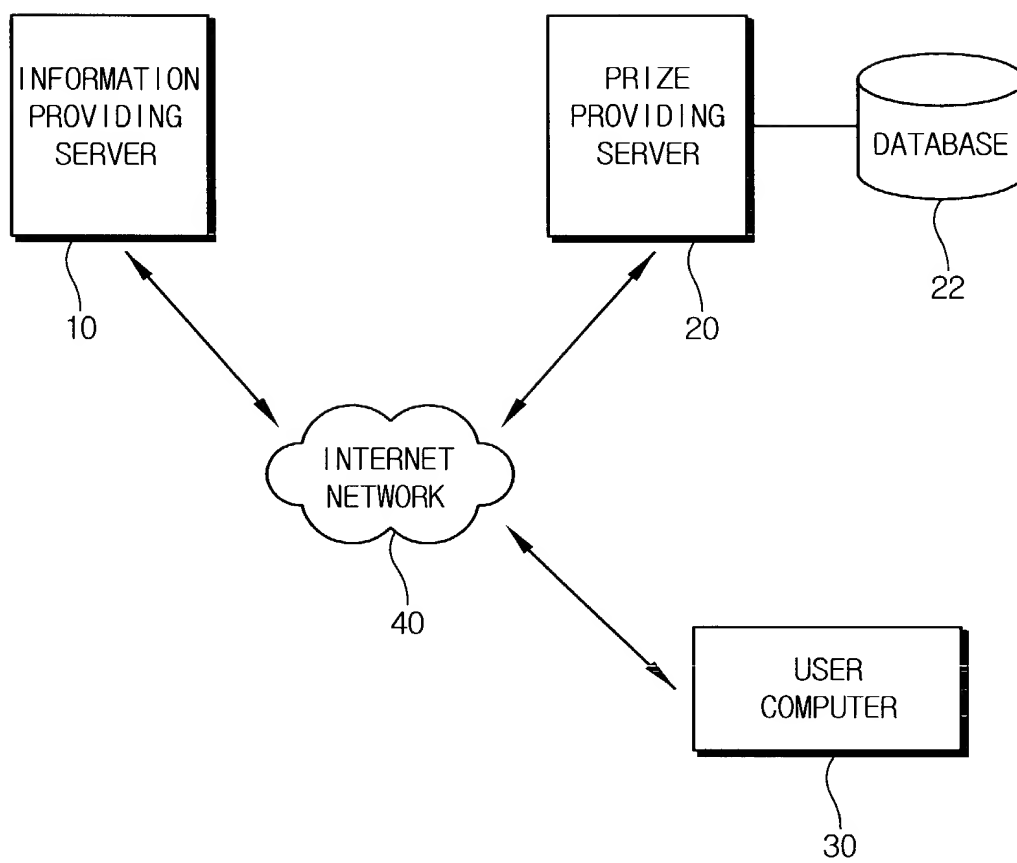 INFORMATION
PROVIDING
SERVER
10
PRIZE
PROVIDING
SERVER
20
DATABASE
22
INTERNET
NETWORK
40
USER
COMPUTER
30